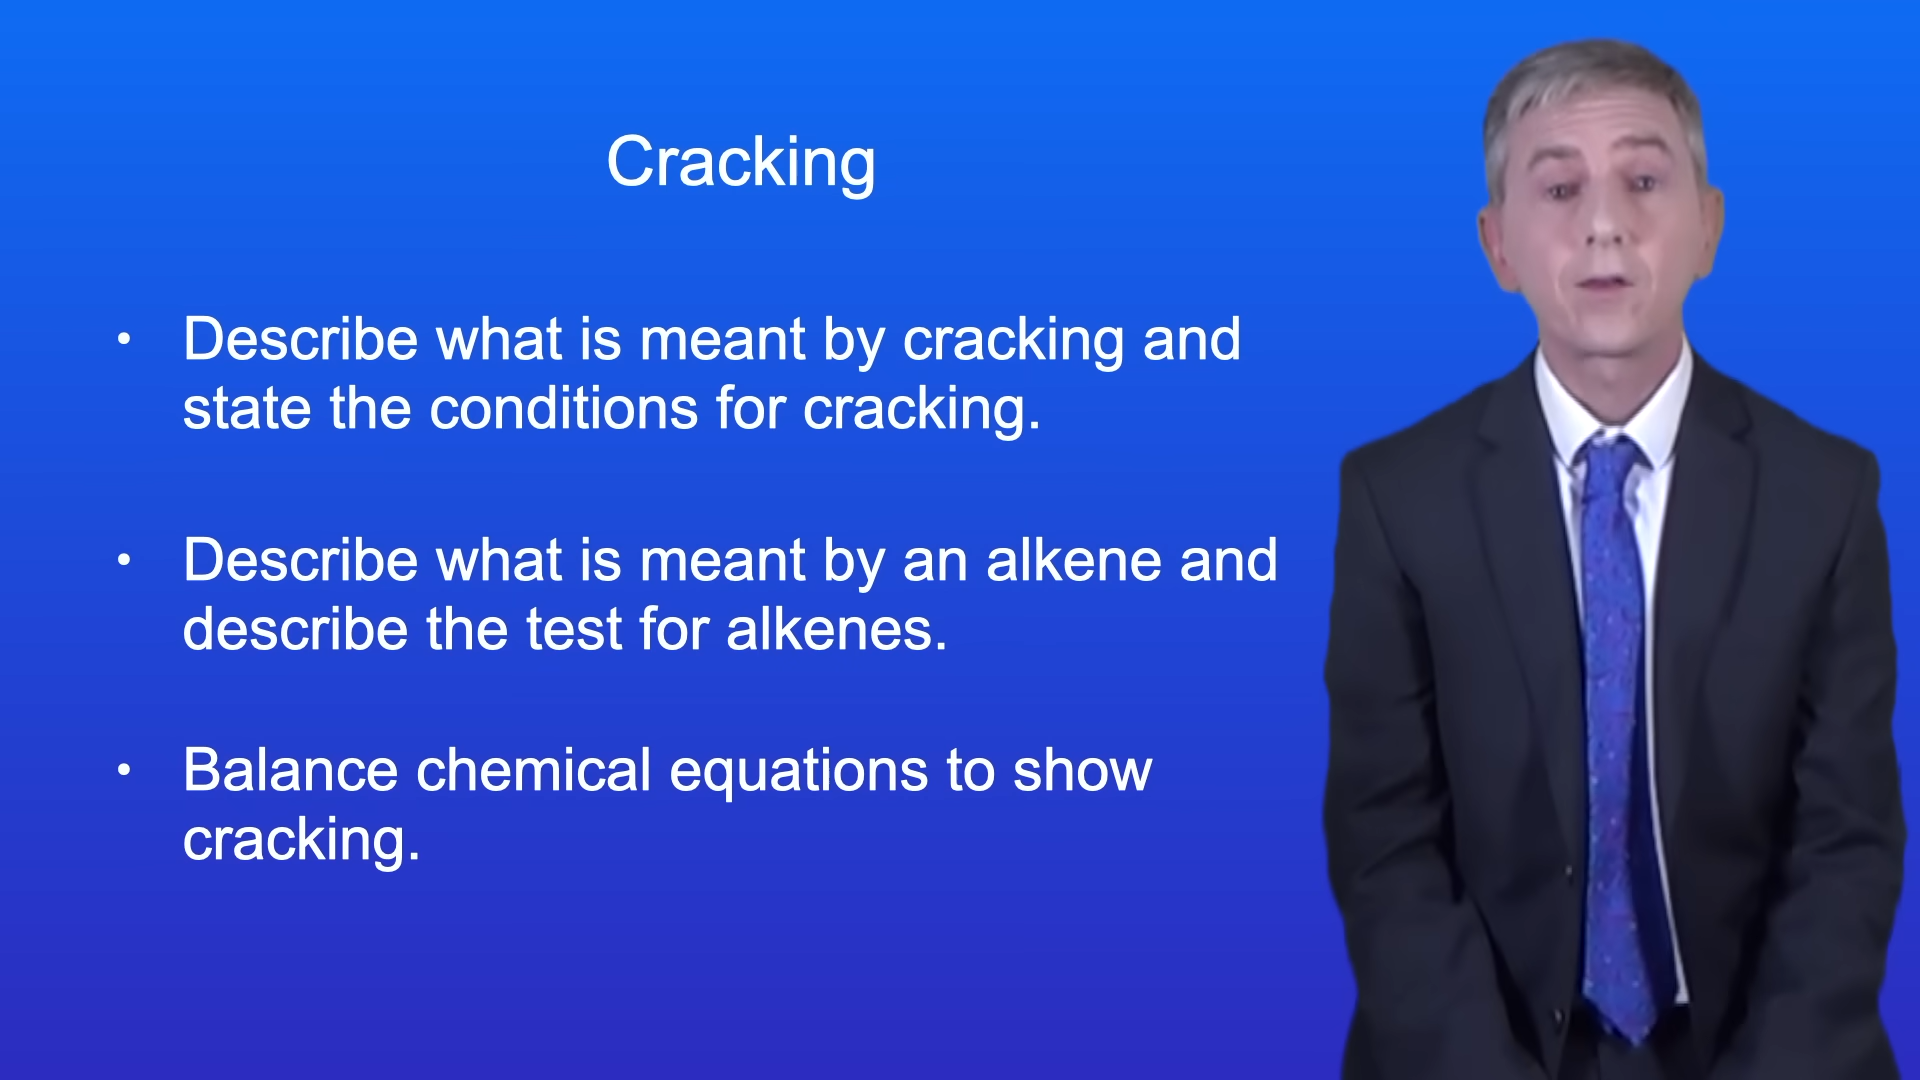 Cracking
• Describe what is meant by cracking and
state the conditions for cracking.
• Describe what is meant by an alkene and
describe the test for alkenes.
• Balance chemical equations to show
cracking.